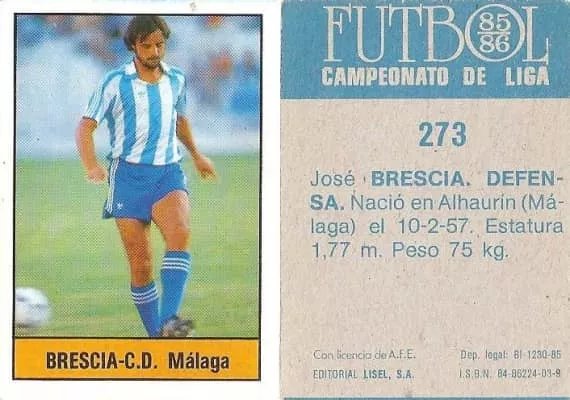 BRESCIA-C.D. Málaga
FUTBOL
85
86
CAMPEONATO DE LIGA
273
José BRESCIA. DEFEN-
SA. Nació en Alhaurín (Má-
laga) el 10-2-57. Estatura
1,77 m. Peso 75 kg.
Con licencia de A.F.E.
Dep. legal: BI-1230-85
EDITORIAL LISEL, S.A.
I.S.B.N. 84-86224-03-9